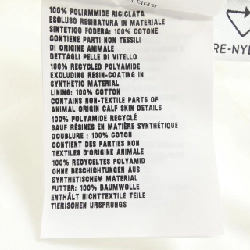 100% POLIAMMIDE RICICLATA
ESCLUSO RESINATURA IN MATERIALE
SINTETICO FODERA: 100% COTONE
CONTIENE PARTI NON TESSILI
DI ORIGINE ANIMALE
DETTAGLI PELLE DI VITELLO
100% RECYCLED POLYAMIDE
EXCLUDING RESIN-COATING IN
SYNTHETIC MATERIAL
LINING: 100% COTTON
CONTAINS NON-TEXTILE PARTS OF
ANIMAL ORIGIN CALF SKIN DETAILS
100% POLYAMIDE RECYCLÉ
SAUF RÉSINES EN MATIÈRE SYNTHÉTIQUE
DOUBLURE: 100% COTON
CONTIENT DES PARTIES NON
TEXTILES D'ORIGINE ANIMALE
100% RECYCELTES POLYAMID
OHNE BESCHICHTUNGEN AUS
SYNTHETISCHEM MATERIAL
FUTTER: 100% BAUMWOLLE
ENTHÄLT NICHTTEXTILE TEILE
TIERISCHEN URSPRUNGS
RE-NYL